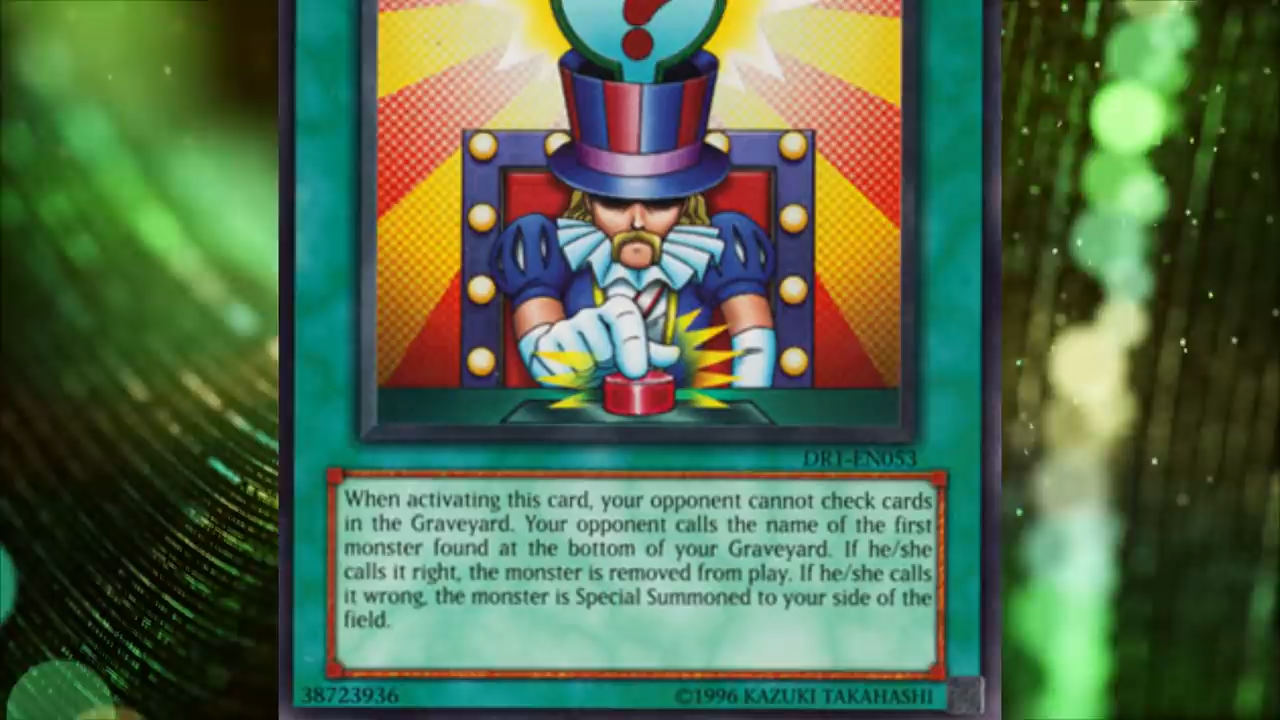 ?
DR1-EN053
When activating this card, your opponent cannot check cards
in the Graveyard. Your opponent calls the name of the first
monster found at the bottom of your Graveyard. If he/she
calls it right, the monster is removed from play. If he/she calls
it wrong, the monster is Special Summoned to your side of the
field.
38723936
©1996 KAZUKI TAKAHASHI